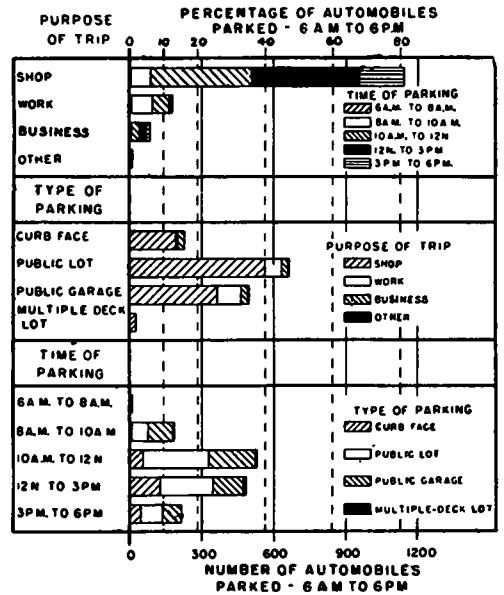 PURPOSE
OF TRIP
PERCENTAGE OF AUTOMOBILES
PARKED - 6 A M TO 6 P M
0 10 20 40 60 80
SHOP
WORK
BUSINESS
OTHER
TIME OF PARKING
6 A.M. TO 8 A.M.
8 A.M. TO 10 A M.
10 A.M. TO 12 N
12 N. TO 3 PM
3 PM TO 6 PM.
TYPE OF
PARKING
CURB FACE
PUBLIC LOT
PUBLIC GARAGE
MULTIPLE DECK
LOT
PURPOSE OF TRIP
SHOP
WORK
BUSINESS
OTHER
TIME OF
PARKING
6 A M. TO 8 A.M.
8 A.M. TO 10 A M
10 A.M. TO 12 N
12 N TO 3 PM
3 PM. TO 6 PM
TYPE OF PARKING
CURB FACE
PUBLIC LOT
PUBLIC GARAGE
MULTIPLE-DECK LOT
0 300 600 900 1200
NUMBER OF AUTOMOBILES
PARKED - 6 A M TO 6 P M